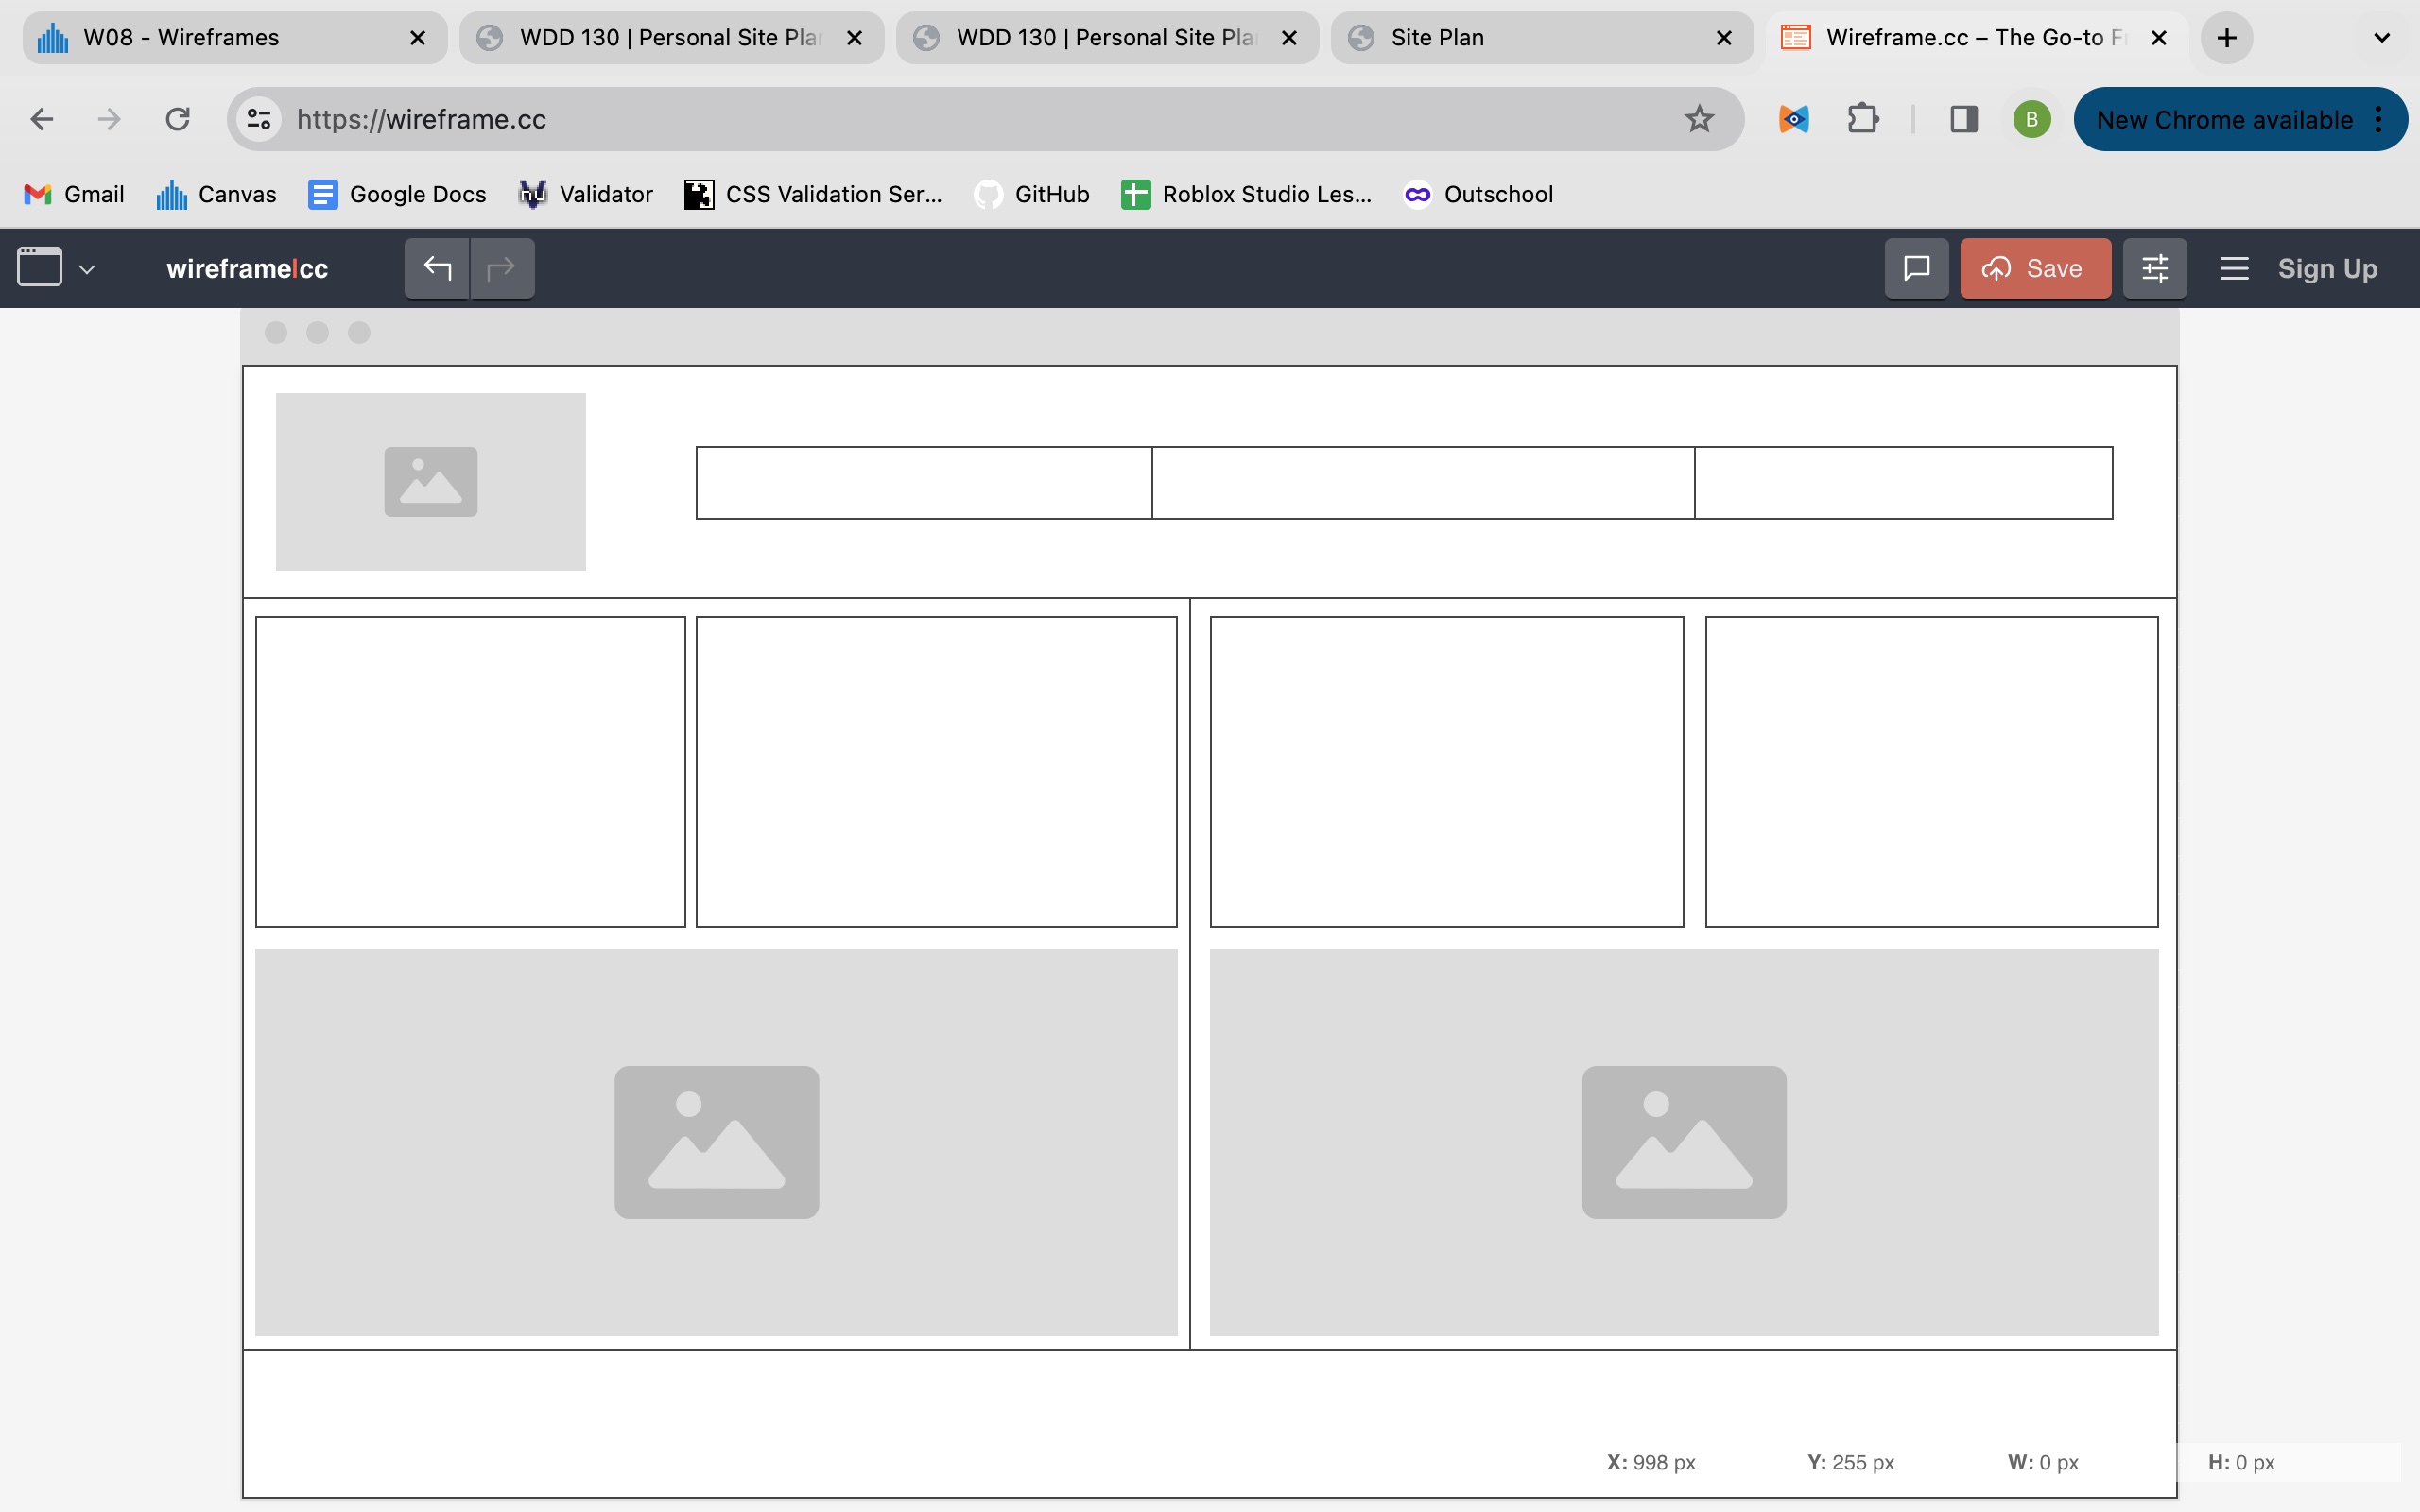 W08 - Wireframes
WDD 130 | Personal Site Pla
WDD 130 | Personal Site Pla
Site Plan
Wireframe.cc – The Go-to F
https://wireframe.cc
B
New Chrome available
Gmail
Canvas
Google Docs
Validator
CSS Validation Ser...
GitHub
Roblox Studio Les...
Outschool
wireframe|cc
Save
Sign Up
X: 998 px
Y: 255 px
W: 0 px
H: 0 px